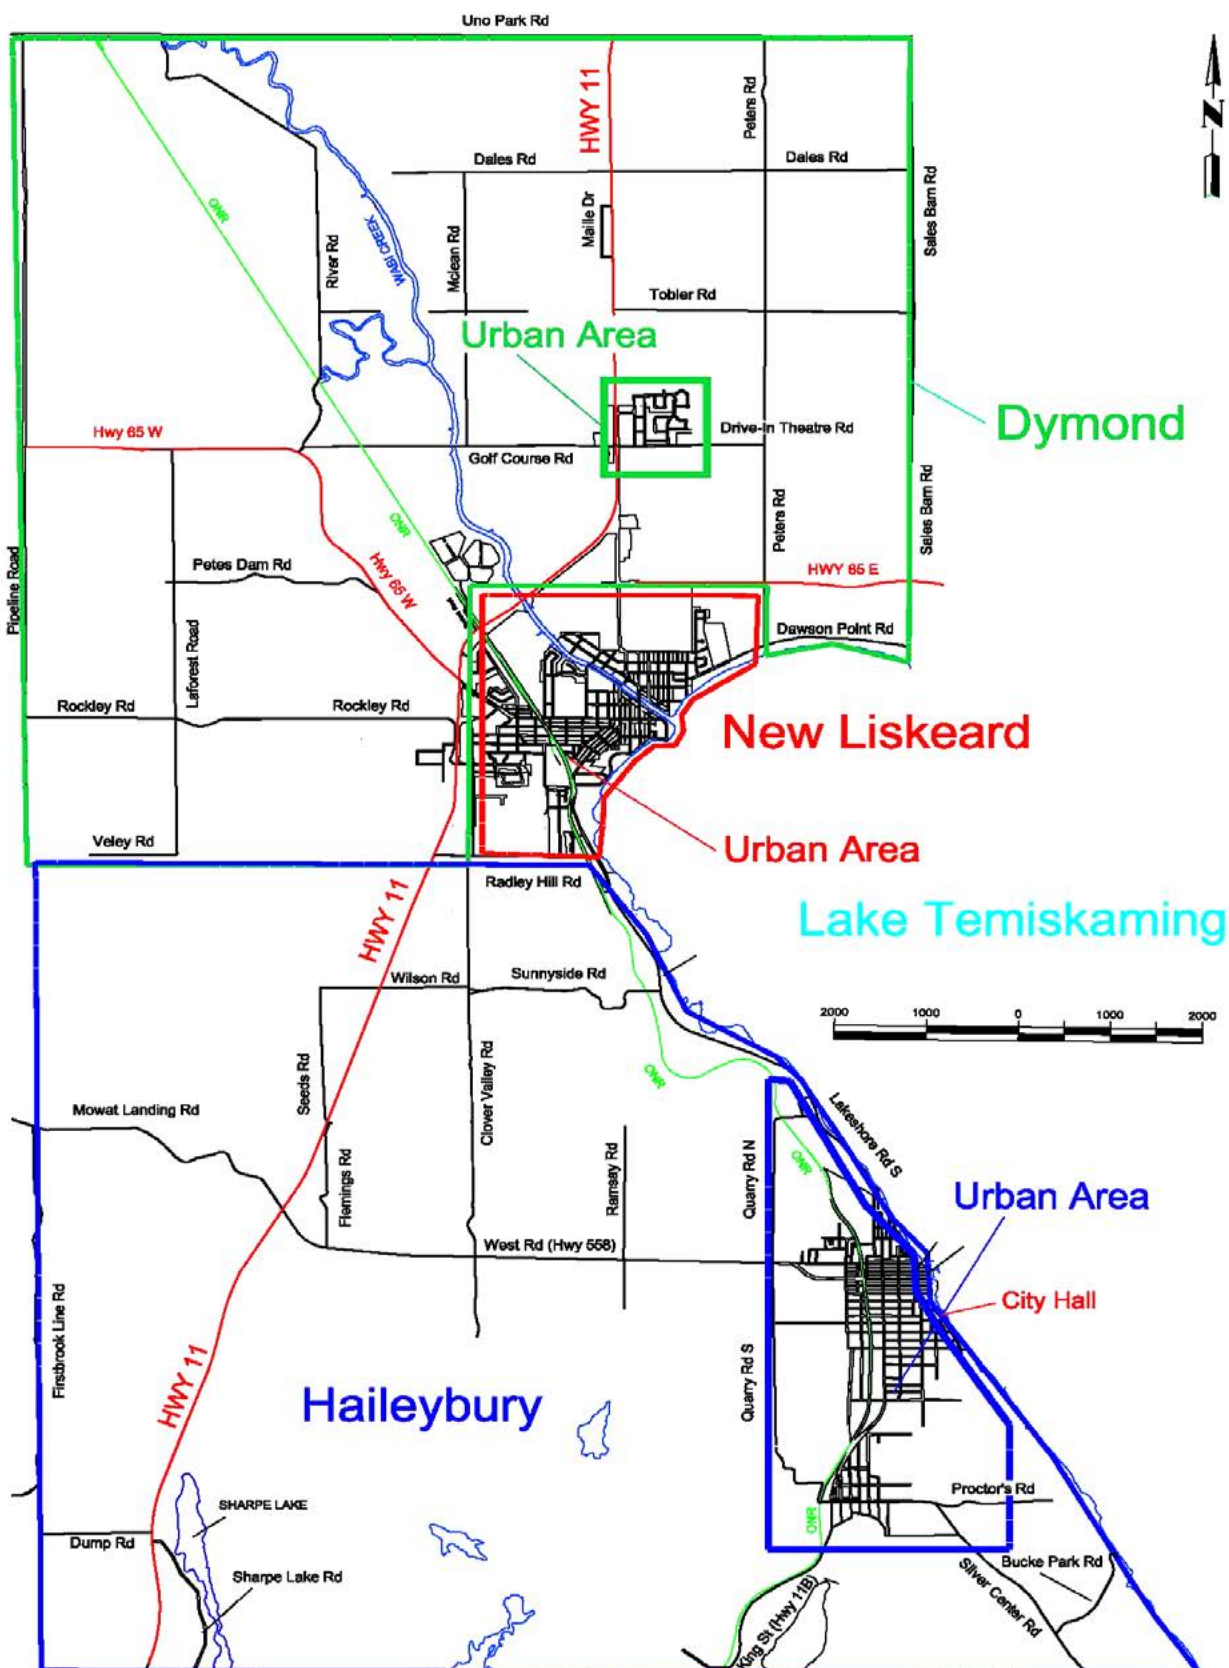 Uno Park Rd
HWY 11
Peters Rd
N
Dales Rd
Dales Rd
ONR
WABI CREEK
River Rd
Mclean Rd
Maille Dr
Sales Barn Rd
Tobler Rd
Urban Area
Dymond
Hwy 65 W
Drive-In Theatre Rd
Golf Course Rd
ONR
Peters Rd
Sales Barn Rd
Pipeline Road
Petes Dam Rd
Hwy 65 W
HWY 65 E
Dawson Point Rd
Laforest Road
Rockley Rd
Rockley Rd
New Liskeard
Veley Rd
Urban Area
Radley Hill Rd
HWY 11
Lake Temiskaming
Wilson Rd
Sunnyside Rd
2000 1000 0 1000 2000
Seeds Rd
Clover Valley Rd
ONR
Mowat Landing Rd
Lakeshore Rd S
Flemings Rd
Ramsay Rd
Quarry Rd N
ONR
Urban Area
West Rd (Hwy 558)
City Hall
Firstbrook Line Rd
HWY 11
Quarry Rd S
Haileybury
SHARPE LAKE
Proctor's Rd
ONR
Dump Rd
Sharpe Lake Rd
Bucke Park Rd
Silver Center Rd
King St (Hwy 11B)